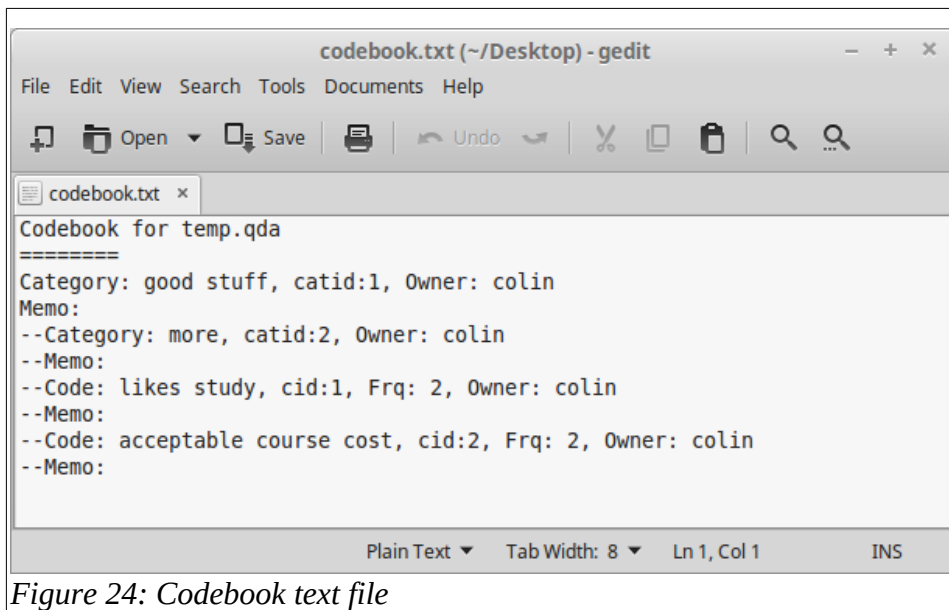 codebook.txt (~/Desktop) - gedit
File Edit View Search Tools Documents Help
Open Save Undo
codebook.txt
Codebook for temp.qda
========
Category: good stuff, catid:1, Owner: colin
Memo:
--Category: more, catid:2, Owner: colin
--Memo:
--Code: likes study, cid:1, Frq: 2, Owner: colin
--Memo:
--Code: acceptable course cost, cid:2, Frq: 2, Owner: colin
--Memo:
Plain Text Tab Width: 8 Ln 1, Col 1 INS
Figure 24: Codebook text file